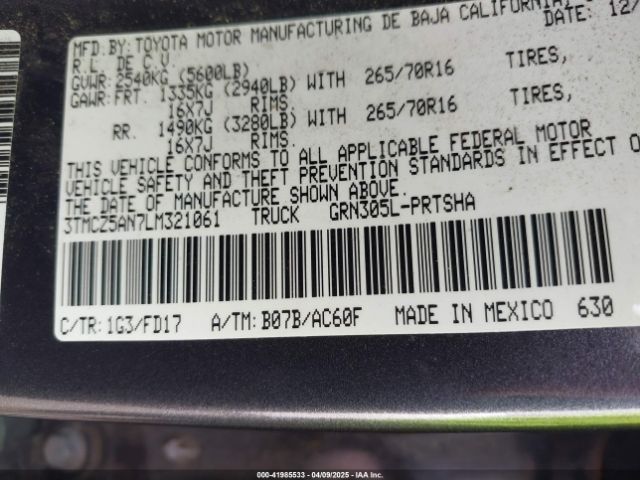 MFD.BY: TOYOTA MOTOR MANUFACTURING DE BAJA CALIFORNIA,
R.L. DE C.V. DATE: 12/
GVWR: 2540KG (5600LB)
GAWR: FRT. 1335KG (2940LB) WITH 265/70R16 TIRES,
16X7J RIMS.
RR. 1490KG (3280LB) WITH 265/70R16 TIRES,
16X7J RIMS.
THIS VEHICLE CONFORMS TO ALL APPLICABLE FEDERAL MOTOR
VEHICLE SAFETY AND THEFT PREVENTION STANDARDS IN EFFECT O
THE DATE OF MANUFACTURE SHOWN ABOVE.
3TMCZ5AN7LM321061 TRUCK GRN305L-PRTSHA
C/TR: 1G3/FD17 A/TM: B07B/AC60F MADE IN MEXICO 630
000-41985533 - 04/09/2025 - IAA Inc.